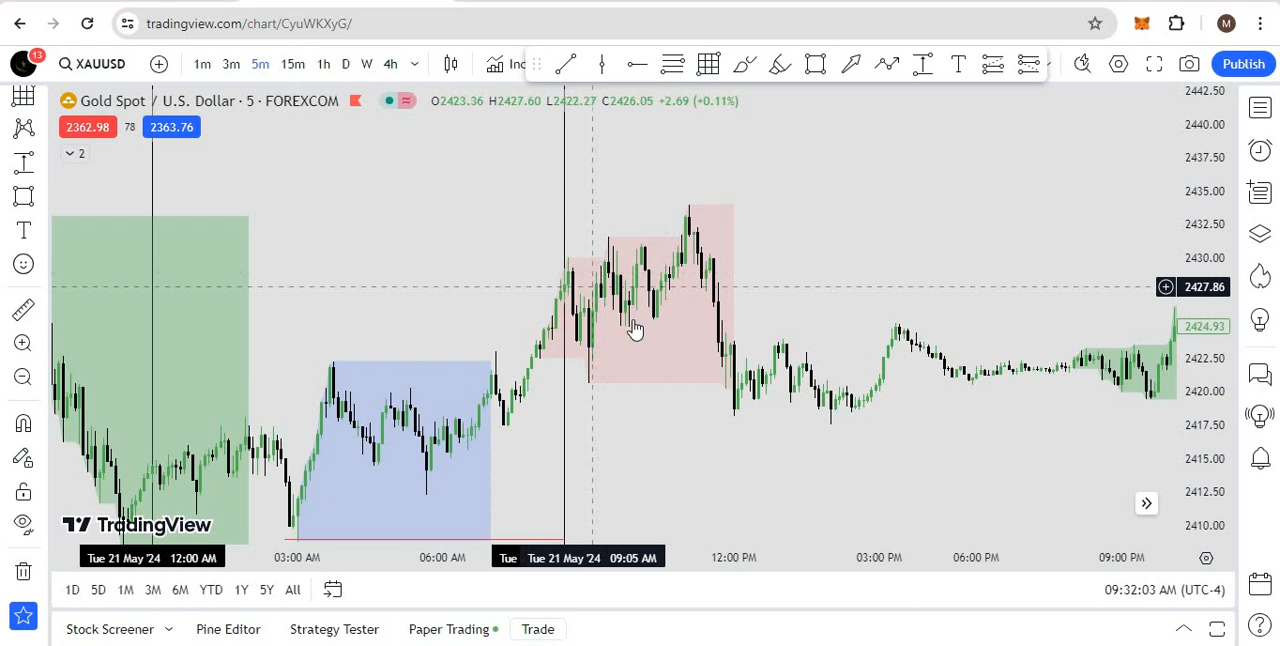 tradingview.com/chart/CyuWKXyG/
M
13
XAUUSD
1m 3m 5m 15m 1h D W 4h
Inc
T
Publish
Gold Spot / U.S. Dollar · 5 · FOREXCOM
O2423.36 H2427.60 L2422.27 C2426.05 +2.69 (+0.11%)
2362.98 78 2363.76
2
T
2442.50
2440.00
2437.50
2435.00
2432.50
2430.00
2427.86
2424.93
2422.50
2420.00
2417.50
2415.00
2412.50
2410.00
TradingView
Tue 21 May '24 12:00 AM
03:00 AM
06:00 AM
Tue
Tue 21 May '24 09:05 AM
12:00 PM
03:00 PM
06:00 PM
09:00 PM
1D 5D 1M 3M 6M YTD 1Y 5Y All
09:32:03 AM (UTC-4)
Stock Screener Pine Editor Strategy Tester Paper Trading Trade